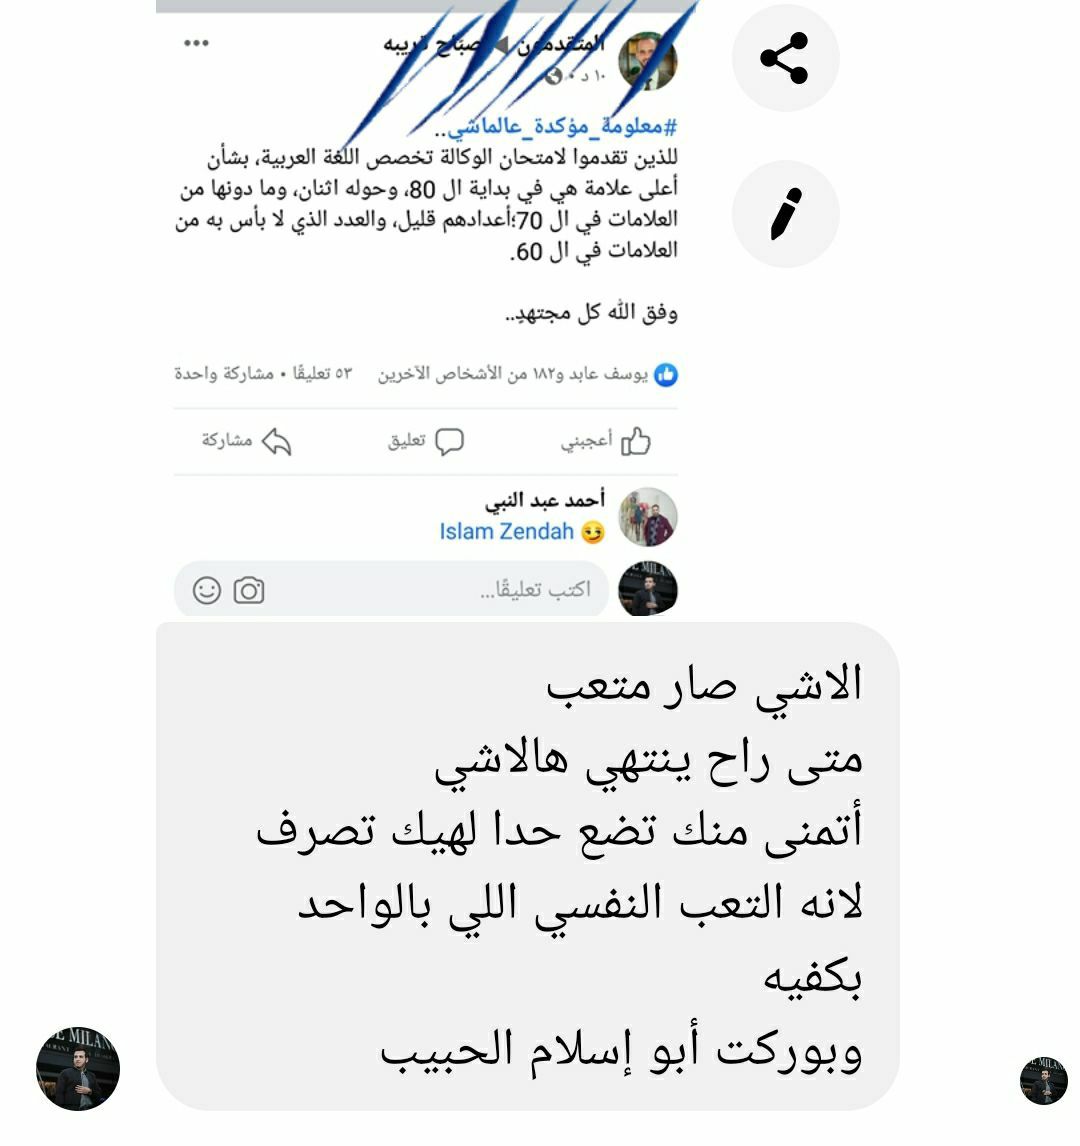 المتقدمون ◀ صباح قريبه
١٠ د •
#معلومة_مؤكدة_عالماشي..
للذين تقدموا لامتحان الوكالة تخصص اللغة العربية، بشأن
أعلى علامة هي في بداية ال 80، وحوله اثنان، وما دونها من
العلامات في ال 70؛أعدادهم قليل، والعدد الذي لا بأس به من
العلامات في ال 60.
وفق الله كل مجتهدٍ..
يوسف عابد و١٨٢ من الأشخاص الآخرين
٥٣ تعليقًا • مشاركة واحدة
أعجبني
تعليق
مشاركة
أحمد عبد النبي
Islam Zendah 😏
اكتب تعليقًا...
الاشي صار متعب
متى راح ينتهي هالاشي
أتمنى منك تضع حدا لهيك تصرف
لانه التعب النفسي اللي بالواحد
بكفيه
وبوركت أبو إسلام الحبيب